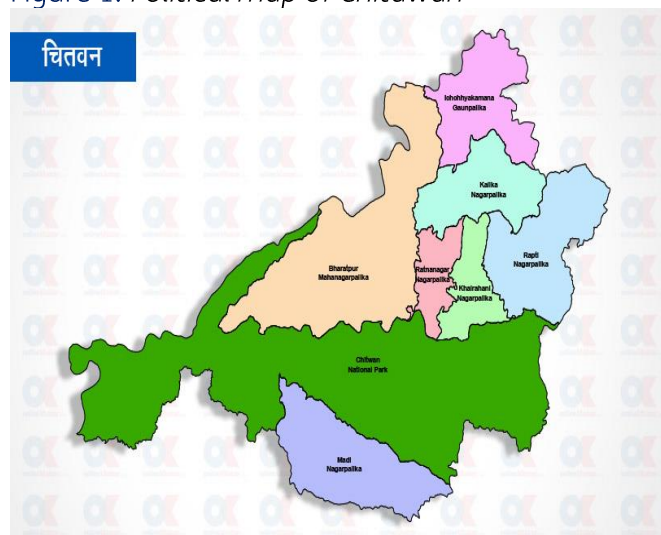 Figure 1: Political map of Chitawan
चितवन
Ichohhyakamana
Gaunpalika
Kalika
Nagarpalika
Rapti
Nagarpalika
Bharatpur
Mahanagarpalika
Ratnanagar
Nagarpalika
Khairahani
Nagarpalika
Chitwan
National Park
Madi
Nagarpalika